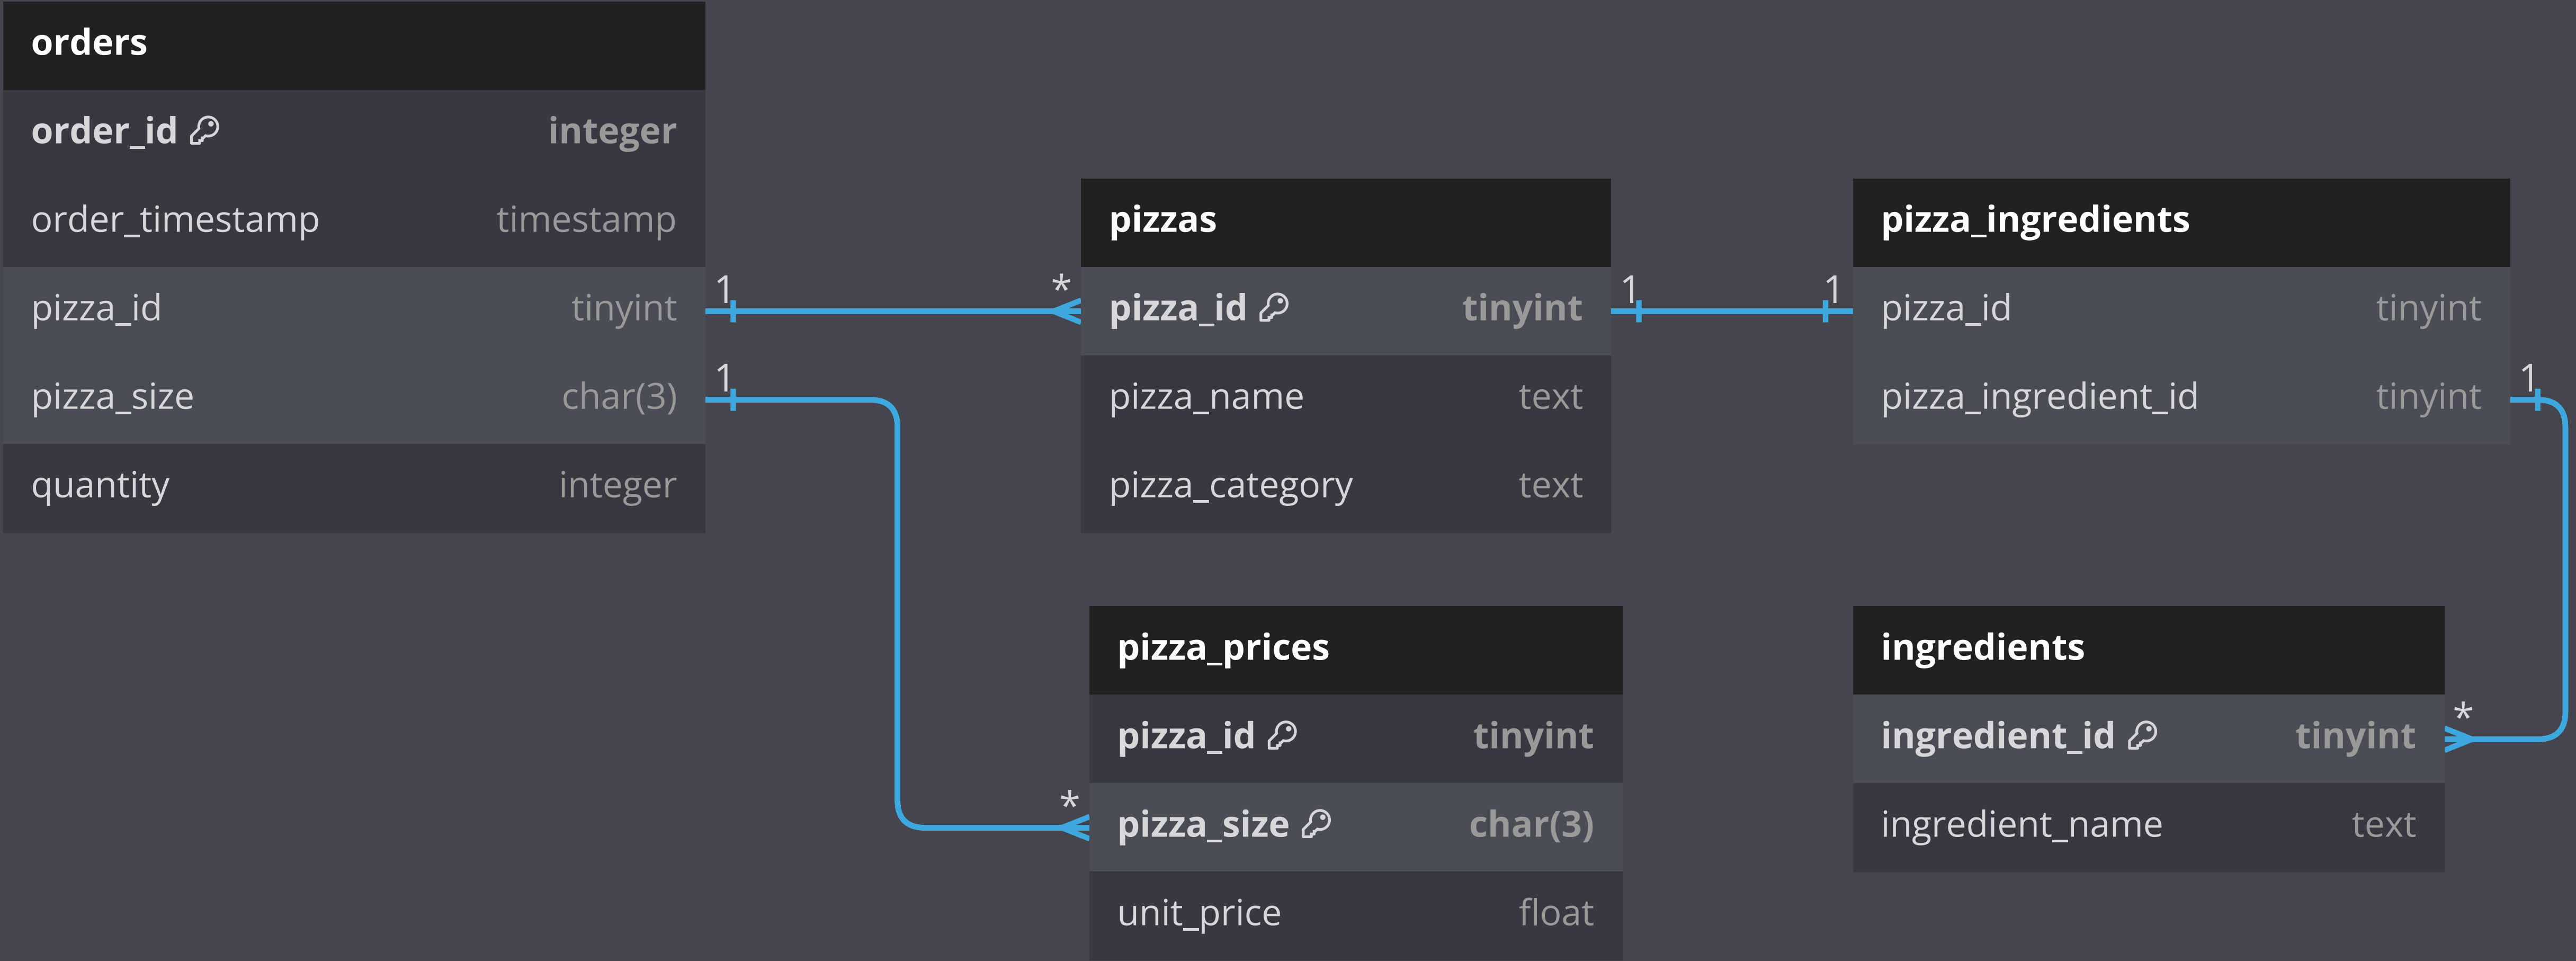 orders
order_id integer
order_timestamp timestamp
pizza_id tinyint
pizza_size char(3)
quantity integer
1 *
1 *
pizzas
pizza_id tinyint
pizza_name text
pizza_category text
1 1
pizza_ingredients
pizza_id tinyint
pizza_ingredient_id tinyint
1 *
pizza_prices
pizza_id tinyint
pizza_size char(3)
unit_price float
ingredients
ingredient_id tinyint
ingredient_name text